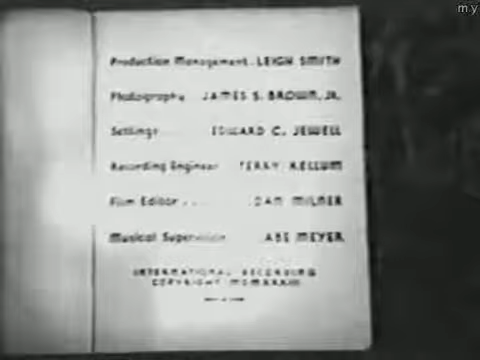 m.y
Production Management. LEIGH SMITH
Photography JAMES S. BROWN, JR.
Settings EDWARD C. JEWELL
Recording Engineer TERRY KELLUM
Film Editor .... DAN MILNER
Musical Supervision ABE MEYER
INTERNATIONAL RECORDING
COPYRIGHT MCMXXXIII